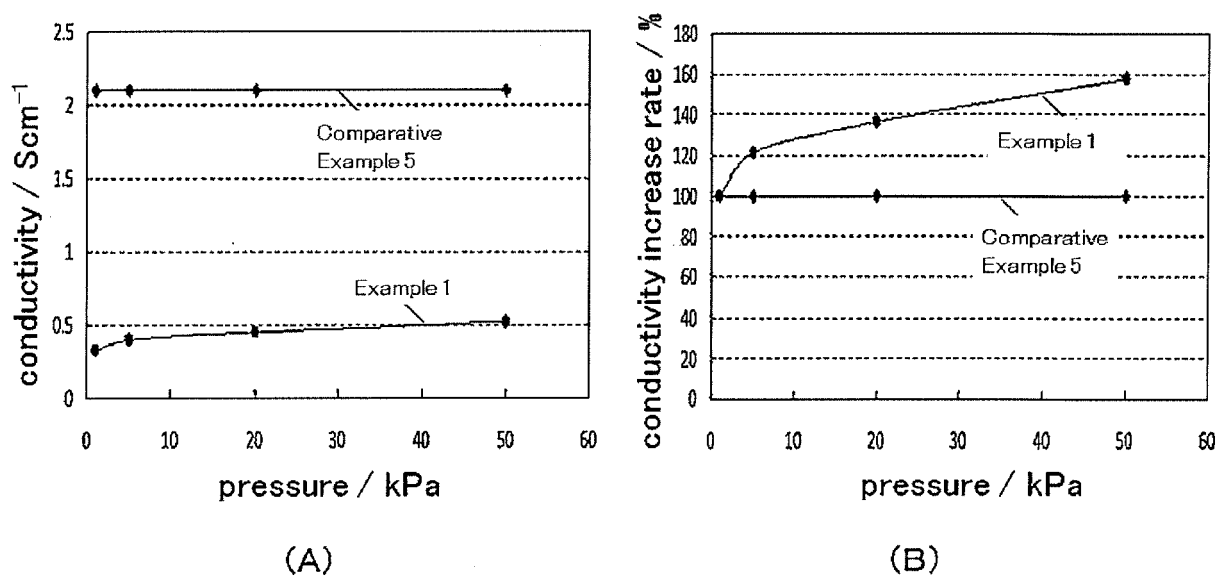 conductivity / Scm⁻¹
2.5
2
1.5
1
0.5
0
Comparative
Example 5
Example 1
0 10 20 30 40 50 60
pressure / kPa
(A)
conductivity increase rate / %
180
160
140
120
100
80
60
40
20
0
Example 1
Comparative
Example 5
0 10 20 30 40 50 60
pressure / kPa
(B)